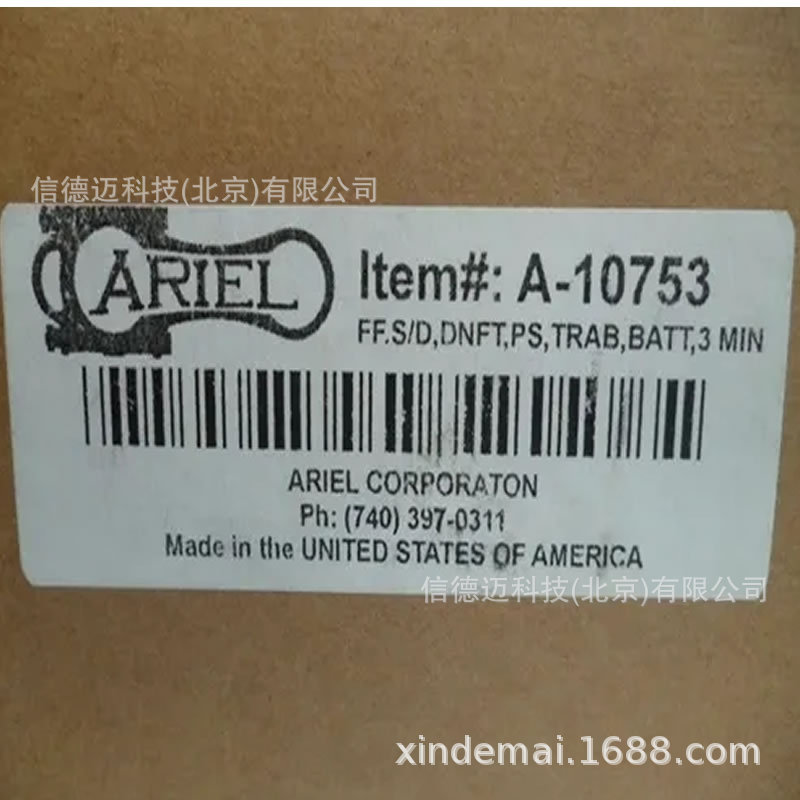 信德迈科技(北京)有限公司
ARIEL
Item#: A-10753
FF.S/D,DNFT,PS,TRAB,BATT,3 MIN
ARIEL CORPORATON
Ph: (740) 397-0311
Made in the UNITED STATES OF AMERICA
信德迈科技(北京)有限公司
xindemai.1688.com